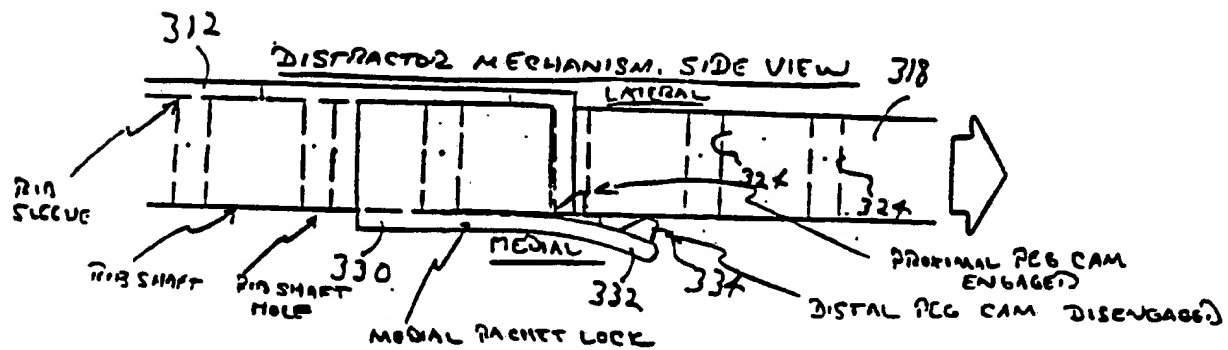 312
DISTRACTOR MECHANISM. SIDE VIEW
318
LATERAL
324
324
RIB
SLEEVE
MEDIAL
330
332
334
PROXIMAL PEG CAM
ENGAGED
RIB SHAFT
RIB SHAFT
HOLE
DISTAL PEG CAM DISENGAGED
MEDIAL RACHET LOCK